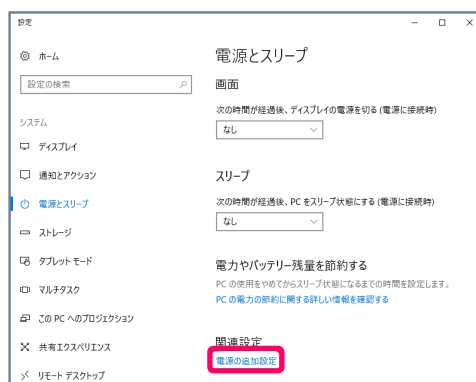 設定
ホーム
設定の検索
システム
ディスプレイ
通知とアクション
電源とスリープ
ストレージ
タブレット モード
マルチタスク
この PC へのプロジェクション
共有エクスペリエンス
リモート デスクトップ
電源とスリープ
画面
次の時間が経過後、ディスプレイの電源を切る (電源に接続時)
なし
スリープ
次の時間が経過後、PC をスリープ状態にする (電源に接続時)
なし
電力やバッテリー残量を節約する
PC の使用をやめてからスリープ状態になるまでの時間を設定します。
PC の電力の節約に関する詳しい情報を確認する
関連設定
電源の追加設定